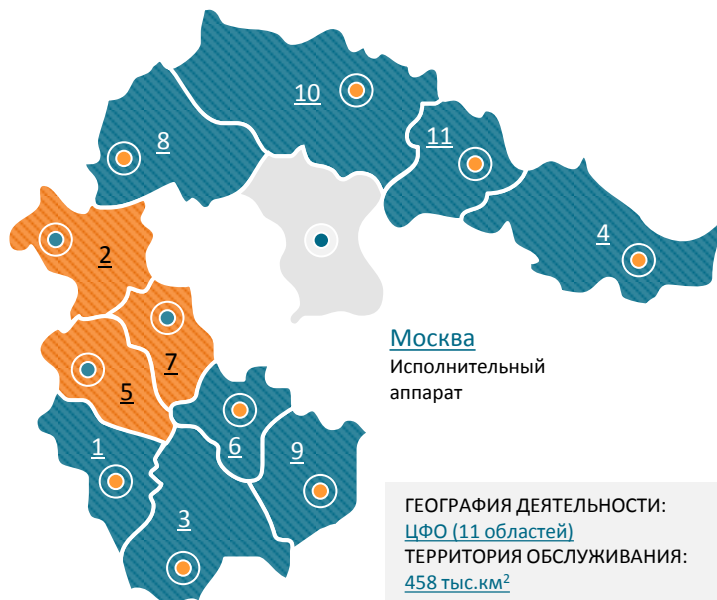 10
8
11
4
2
7
5
Москва
Исполнительный
аппарат
1
6
9
3
ГЕОГРАФИЯ ДЕЯТЕЛЬНОСТИ:
ЦФО (11 областей)
ТЕРРИТОРИЯ ОБСЛУЖИВАНИЯ:
458 тыс.км²